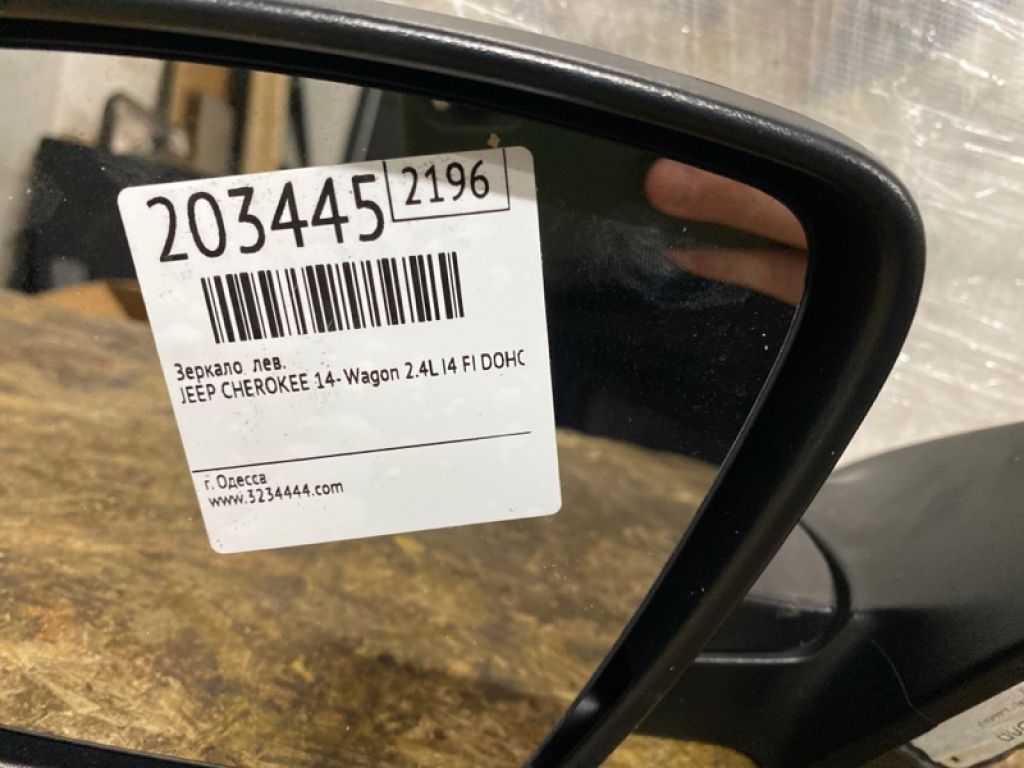 203445 2196
Зеркало лев.
JEEP CHEROKEE 14- Wagon 2.4L I4 FI DOHC
г. Одесса
www.3234444.com